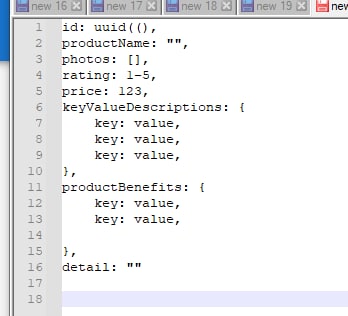 new 16
new 17
new 18
new 19
1 id: uuid((),
2 productName: "",
3 photos: [],
4 rating: 1-5,
5 price: 123,
6 keyValueDescriptions: {
7 key: value,
8 key: value,
9 key: value,
10 },
11 productBenefits: {
12 key: value,
13 key: value,
14
15 },
16 detail: ""
17
18